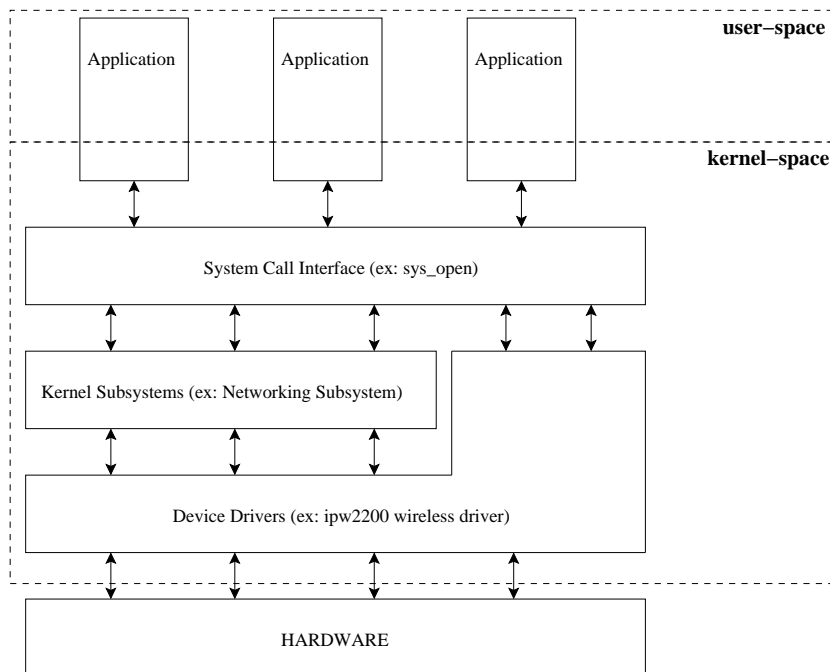 user−space
Application Application Application
kernel−space
System Call Interface (ex: sys_open)
Kernel Subsystems (ex: Networking Subsystem)
Device Drivers (ex: ipw2200 wireless driver)
HARDWARE